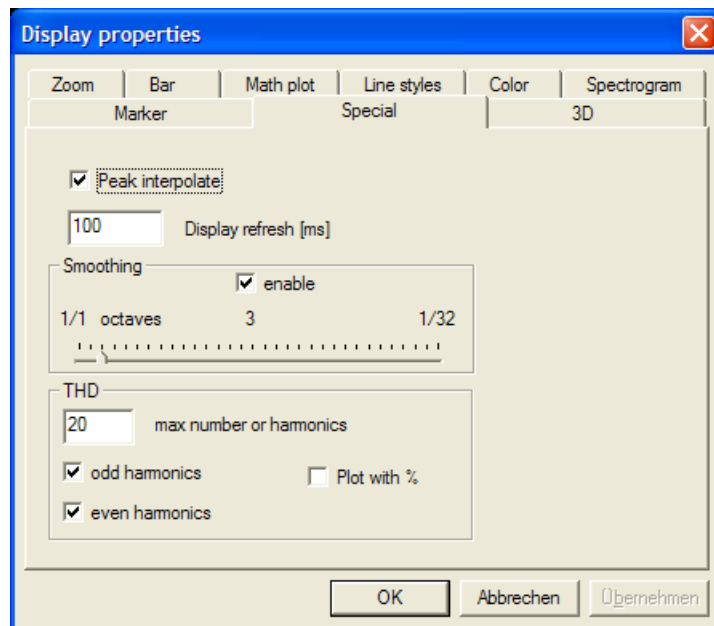 Display properties
Zoom Bar Math plot Line styles Color Spectrogram
Marker Special 3D
Peak interpolate
100 Display refresh [ms]
Smoothing
enable
1/1 octaves 3 1/32
THD
20 max number or harmonics
odd harmonics Plot with %
even harmonics
OK Abbrechen Übernehmen